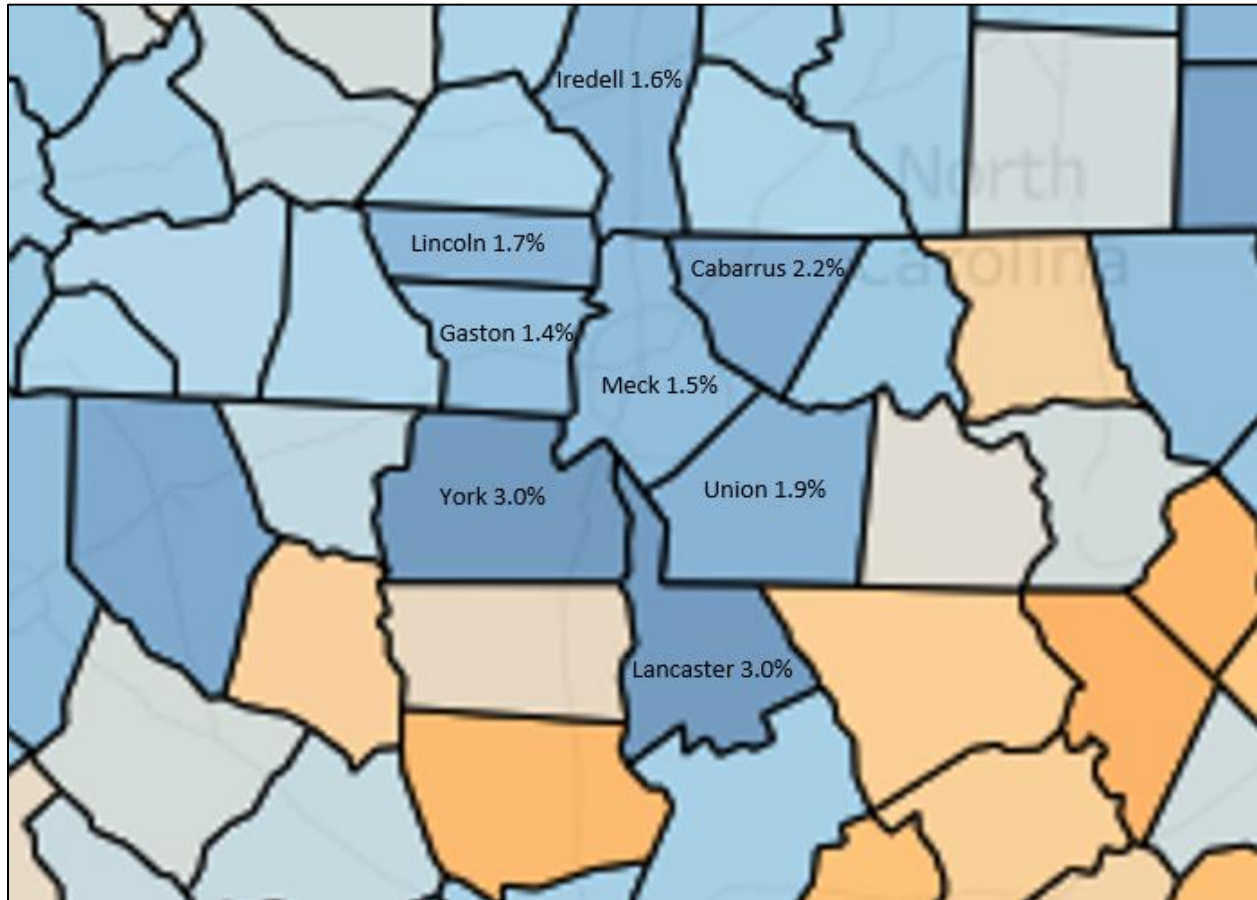 Iredell 1.6%
North
Carolina
Lincoln 1.7%
Cabarrus 2.2%
Gaston 1.4%
Meck 1.5%
York 3.0%
Union 1.9%
Lancaster 3.0%